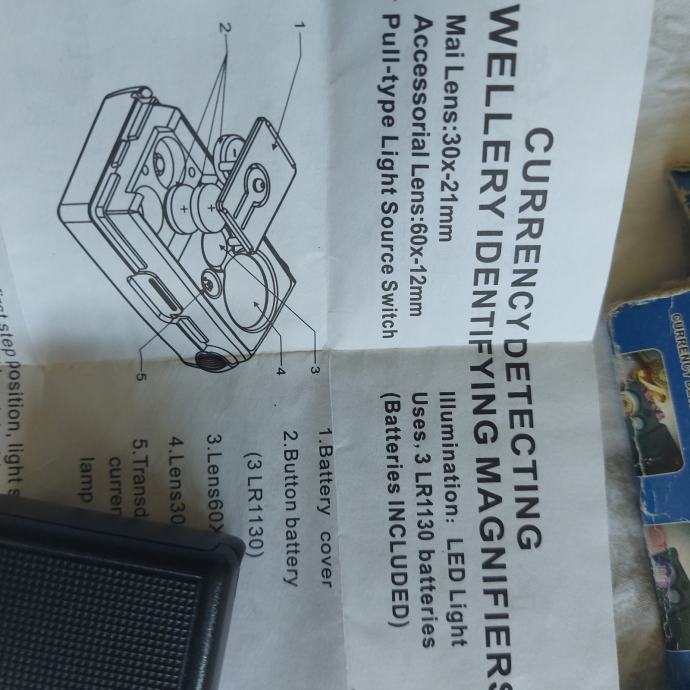 CURRENCY DETECTING
WELLERY IDENTIFYING MAGNIFIERS
Mai Lens:30x-21mm
Accessorial Lens:60x-12mm
Pull-type Light Source Switch
Illumination: LED Light
Uses, 3 LR1130 batteries
(Batteries INCLUDED)
1
2
3
4
5
1.Battery cover
2.Button battery
(3 LR1130)
3.Lens60X
4.Lens30
5.Transd
curren
lamp
step position, light s
CURRENCY